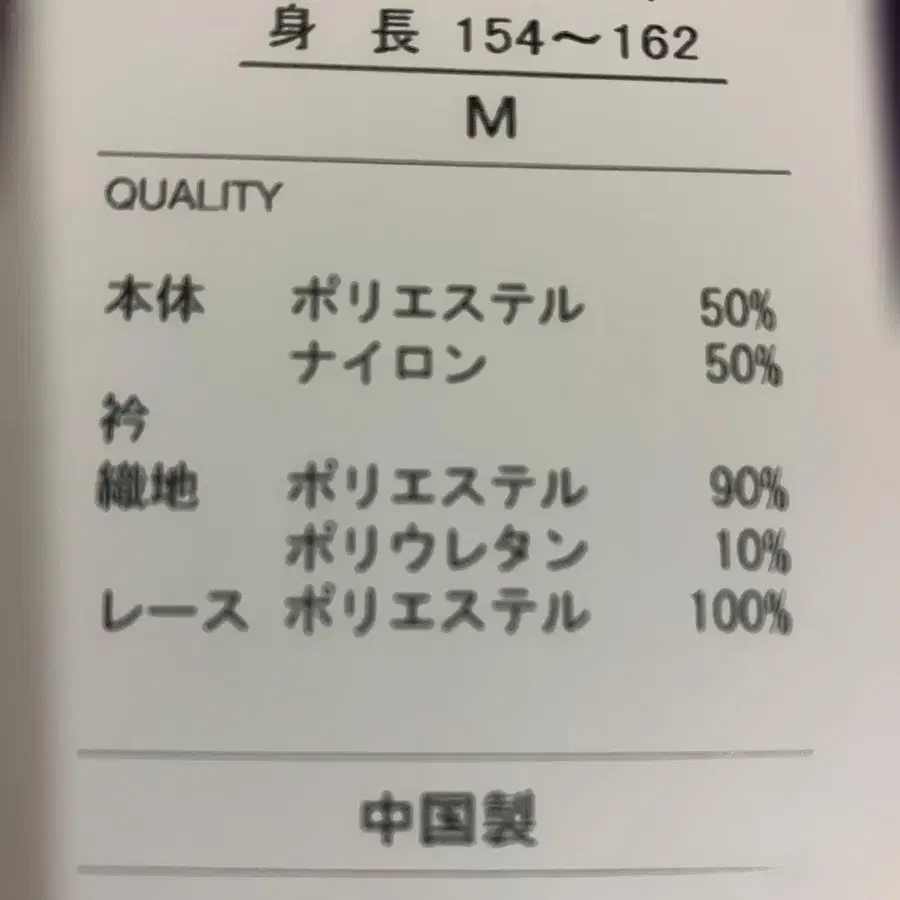 身 長 154～162
M
QUALITY
本体 ポリエステル 50%
ナイロン 50%
衿
織地 ポリエステル 90%
ポリウレタン 10%
レース ポリエステル 100%
中国製